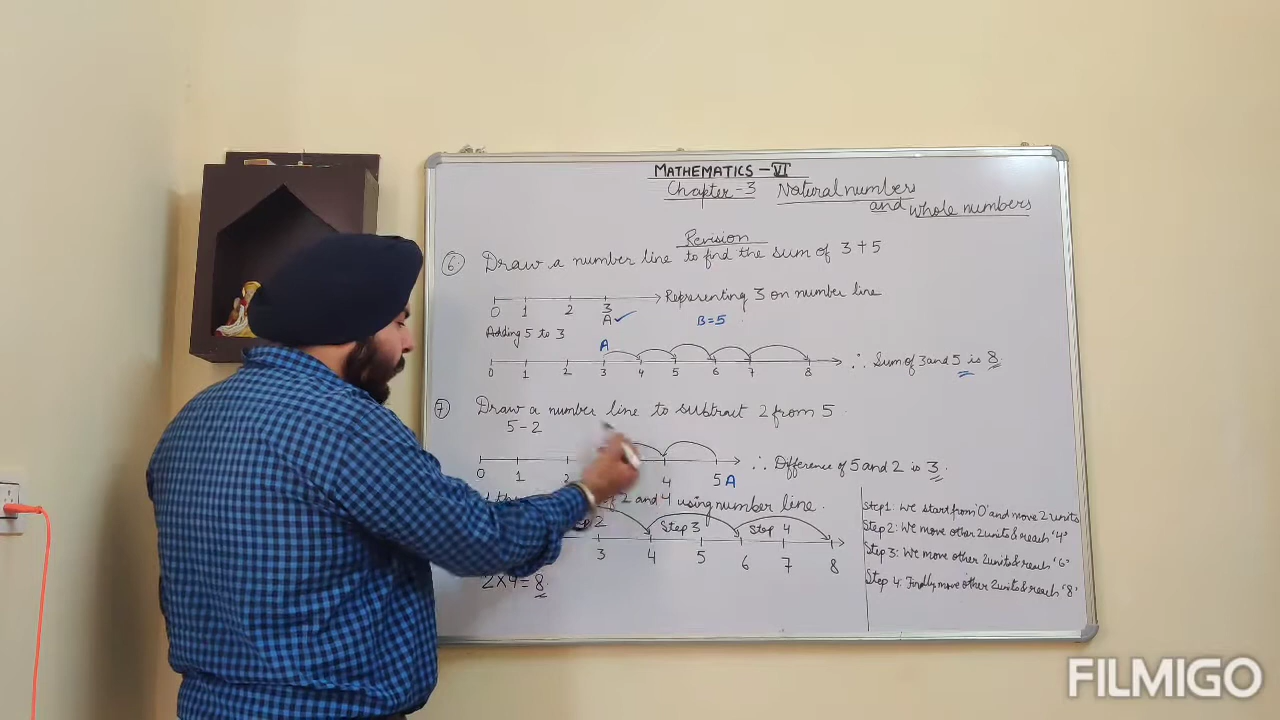 MATHEMATICS - VI
Chapter-3 Natural numbers
and whole numbers
Revision
6 Draw a number line to find the sum of 3+5
0 1 2 3 Representing 3 on number line
A ✓ B=5
Adding 5 to 3
A
0 1 2 3 4 5 6 7 8 ∴ Sum of 3 and 5 is 8
7 Draw a number line to subtract 2 from 5
5-2
0 1 2 4 5 A ∴ Difference of 5 and 2 is 3.
of 2 and 4 using number line.
2 Step 3 Step 4
3 4 5 6 7 8
2×4=8
Step1: We start from '0' and move 2 units
Step 2: We move other 2 units & reach '4'
Step 3: We move other 2 units & reach '6'
Step 4: Finally move other 2 units & reach '8'
FILMIGO